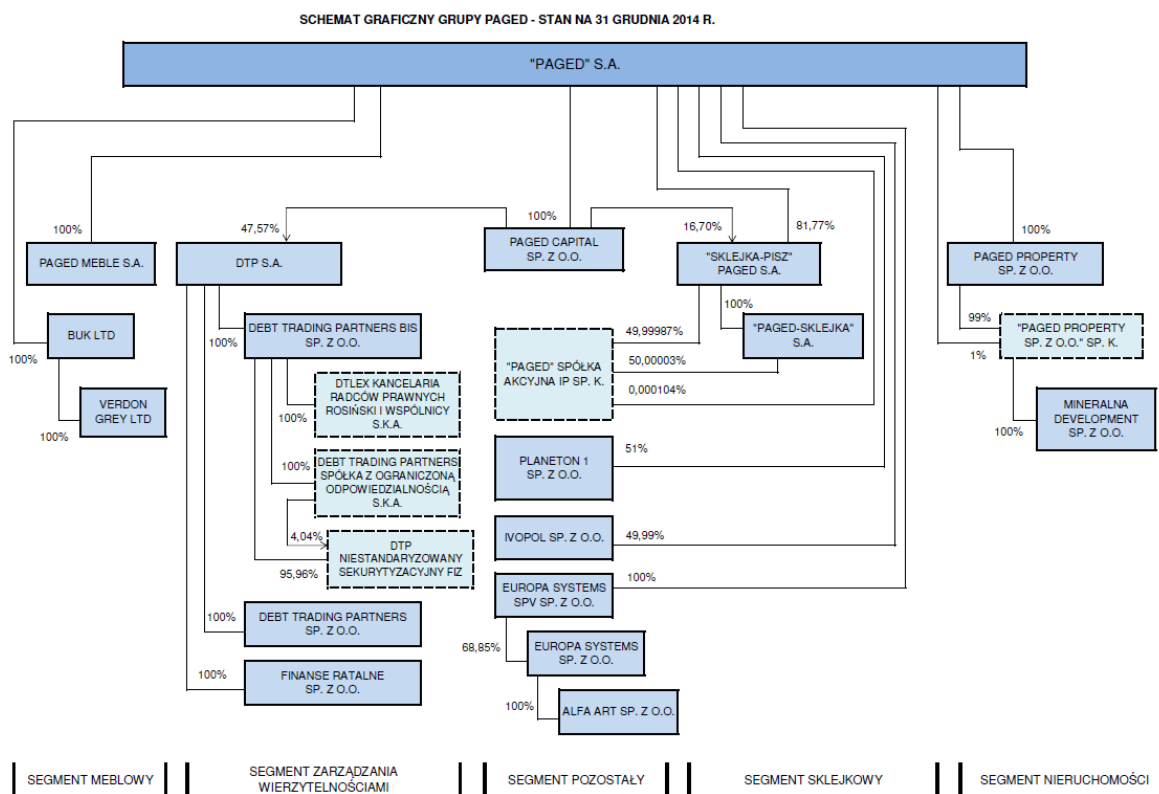 SCHEMAT GRAFICZNY GRUPY PAGED - STAN NA 31 GRUDNIA 2014 R.
"PAGED" S.A.
100%
47,57%
100%
16,70%
81,77%
100%
PAGED MEBLE S.A.
DTP S.A.
PAGED CAPITAL
SP. Z O.O.
"SKLEJKA-PISZ"
PAGED S.A.
PAGED PROPERTY
SP. Z O.O.
BUK LTD
100%
VERDON
GREY LTD
100%
DEBT TRADING PARTNERS BIS
SP. Z O.O.
100%
DTLEX KANCELARIA
RADCÓW PRAWNYCH
ROSIŃSKI I WSPÓLNICY
S.K.A.
100%
100%
DEBT TRADING PARTNERS
SPÓŁKA Z OGRANICZONĄ
ODPOWIEDZIALNOŚCIĄ
S.K.A.
4,04%
DTP
NIESTANDARYZOWANY
SEKURYTYZACYJNY FIZ
95,96%
100%
DEBT TRADING PARTNERS
SP. Z O.O.
100%
FINANSE RATALNE
SP. Z O.O.
49,99987%
100%
"PAGED-SKLEJKA"
S.A.
"PAGED" SPÓŁKA
AKCYJNA IP SP. K.
50,00003%
0,000104%
PLANETON 1
SP. Z O.O.
51%
IVOPOL SP. Z O.O.
49,99%
EUROPA SYSTEMS
SPV SP. Z O.O.
100%
68,85%
EUROPA SYSTEMS
SP. Z O.O.
100%
ALFA ART SP. Z O.O.
99%
"PAGED PROPERTY
SP. Z O.O." SP. K.
1%
MINERALNA
DEVELOPMENT
SP. Z O.O.
100%
SEGMENT MEBLOWY
SEGMENT ZARZĄDZANIA
WIERZYTELNOŚCIAMI
SEGMENT POZOSTAŁY
SEGMENT SKLEJKOWY
SEGMENT NIERUCHOMOŚCI